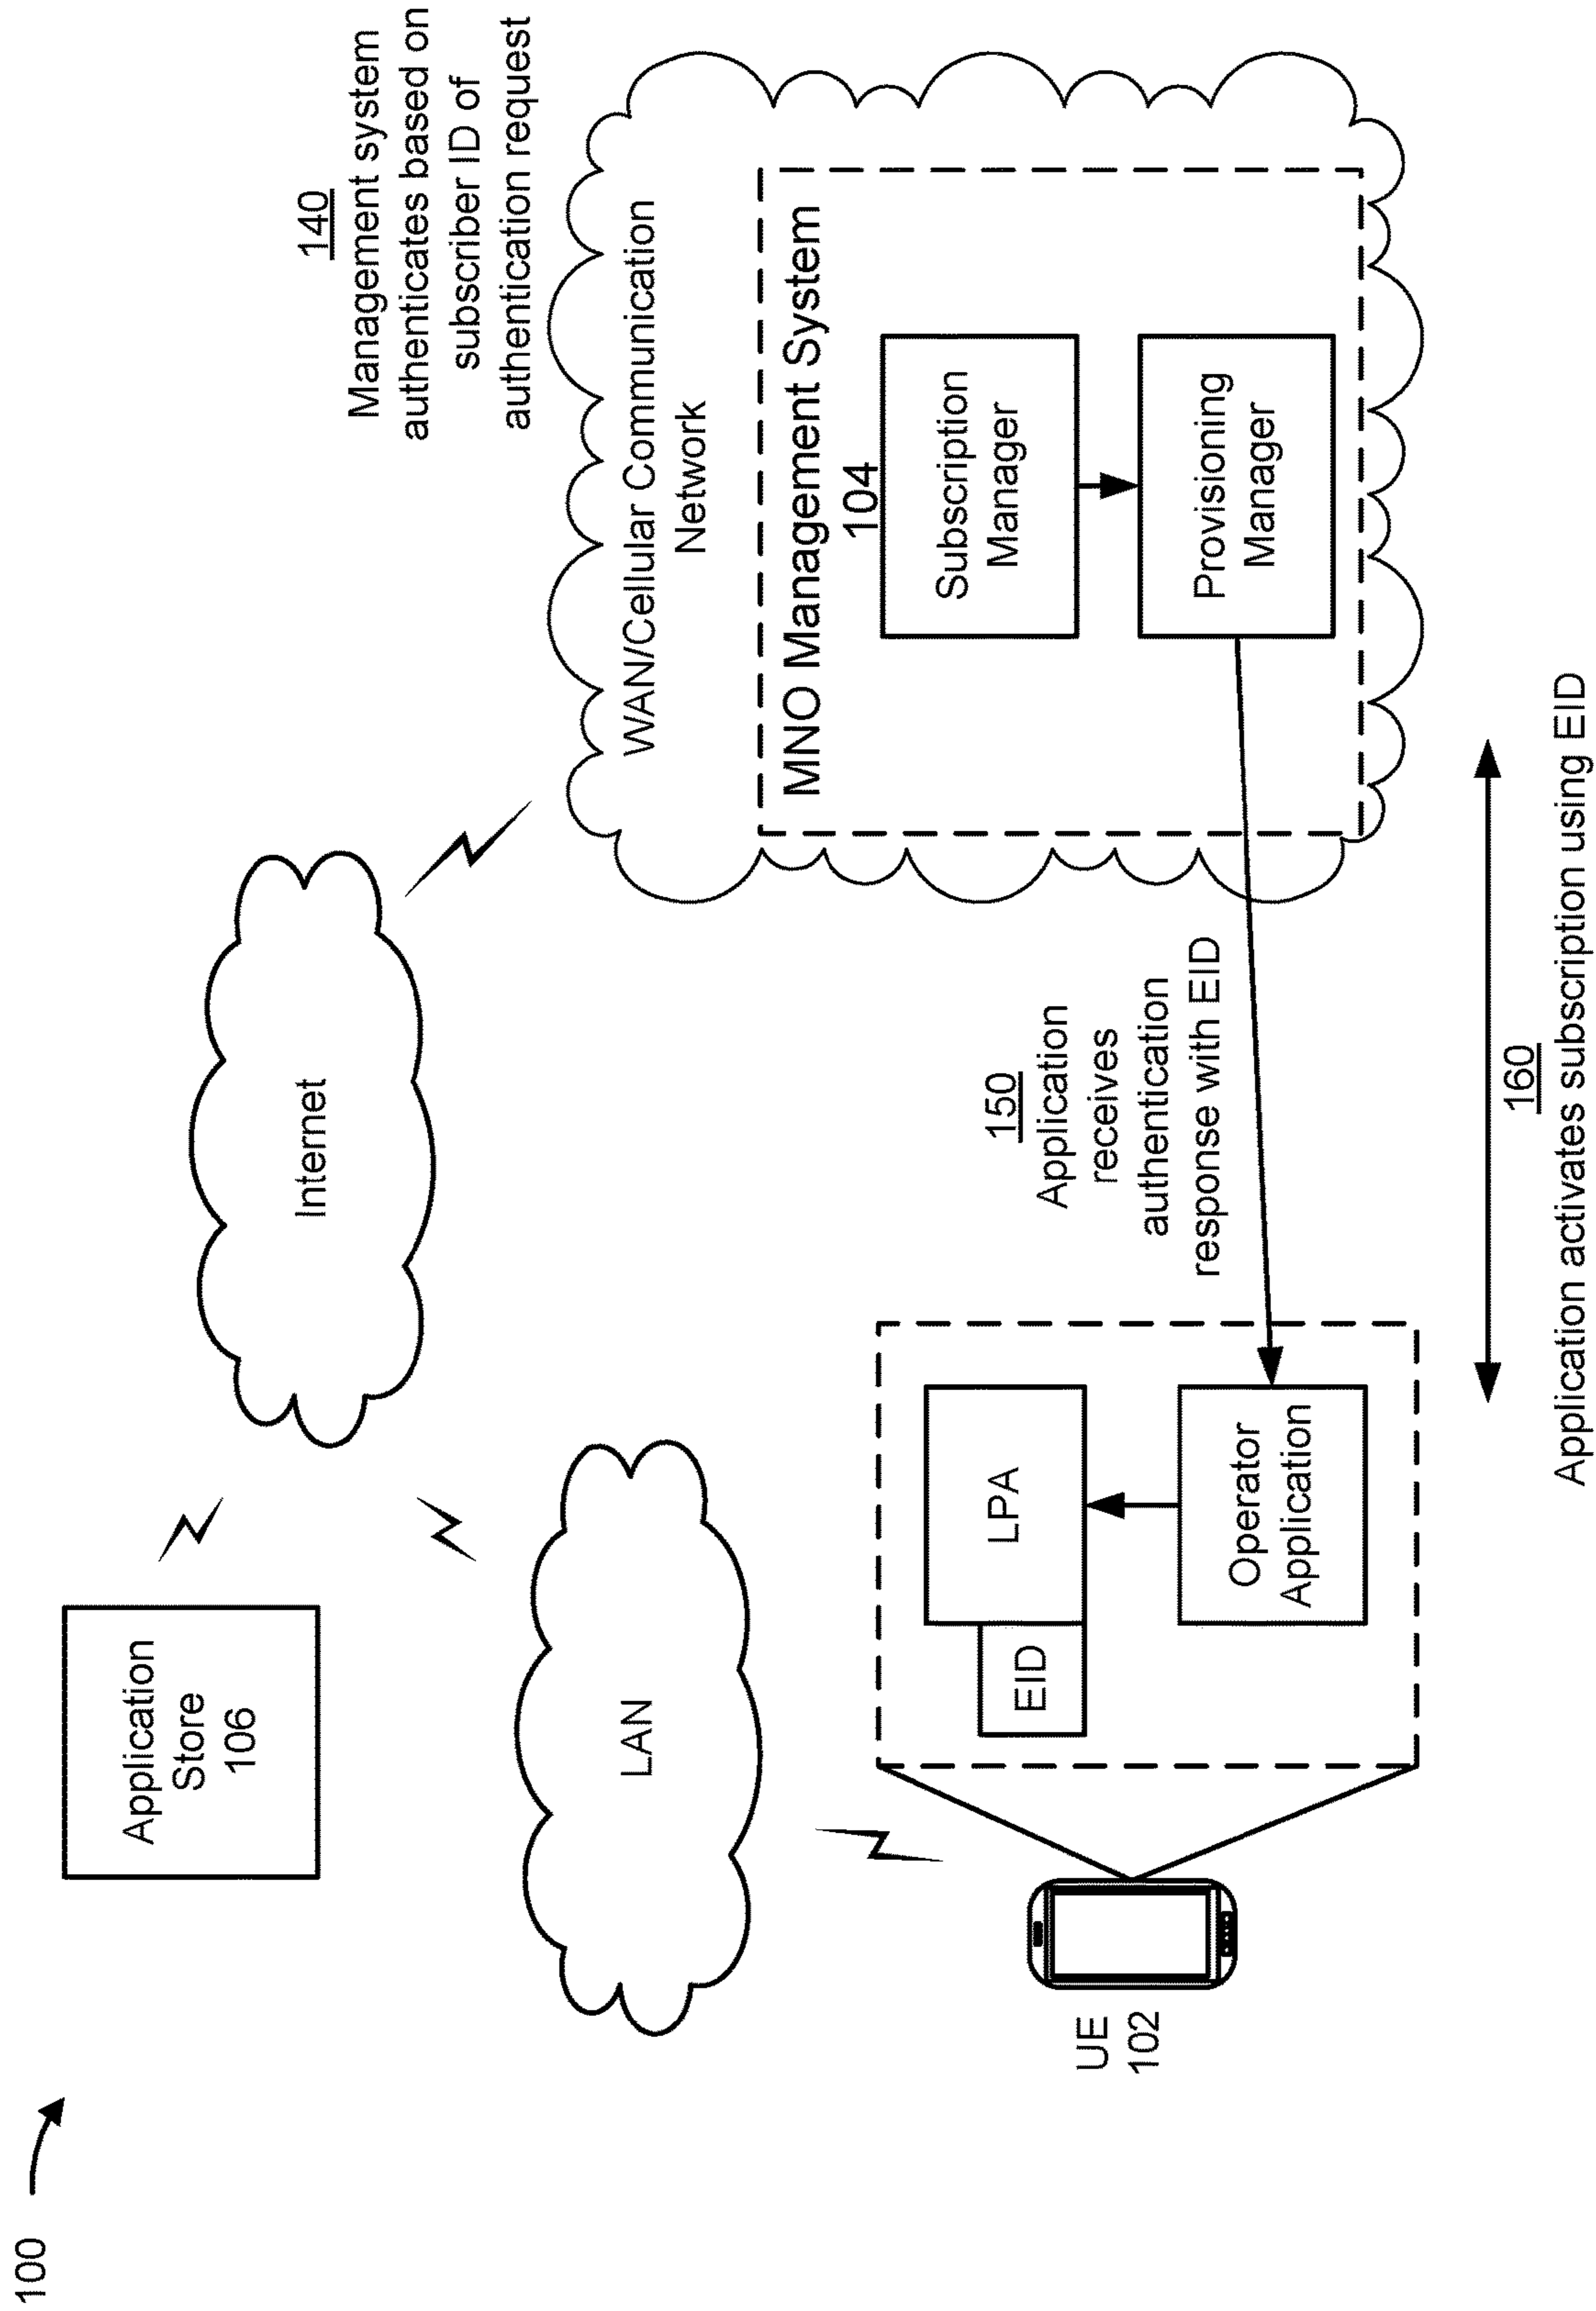 100
Application
Store
106
Internet
140
Management system
authenticates based on
subscriber ID of
authentication request
LAN
WAN/Cellular Communication
Network
MNO Management System
104
Subscription
Manager
Provisioning
Manager
150
Application
receives
authentication
response with EID
UE
102
EID
LPA
Operator
Application
160
Application activates subscription using EID